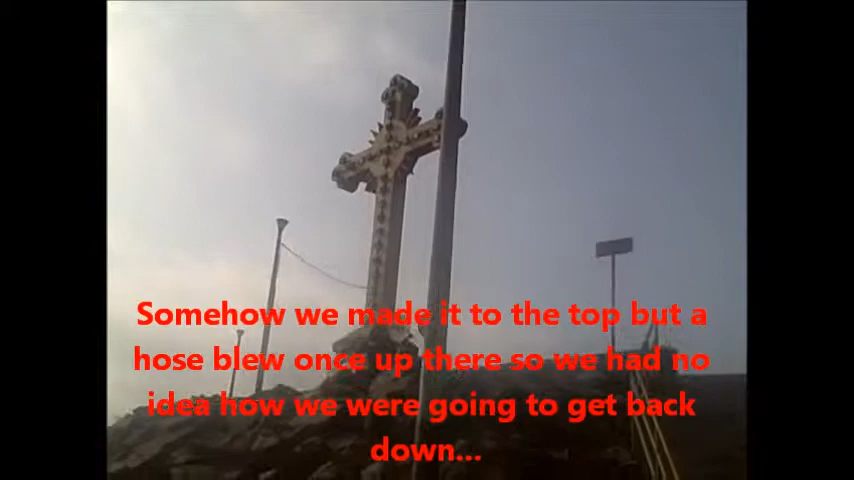 Somehow we made it to the top but a
hose blew once up there so we had no
idea how we were going to get back
down...